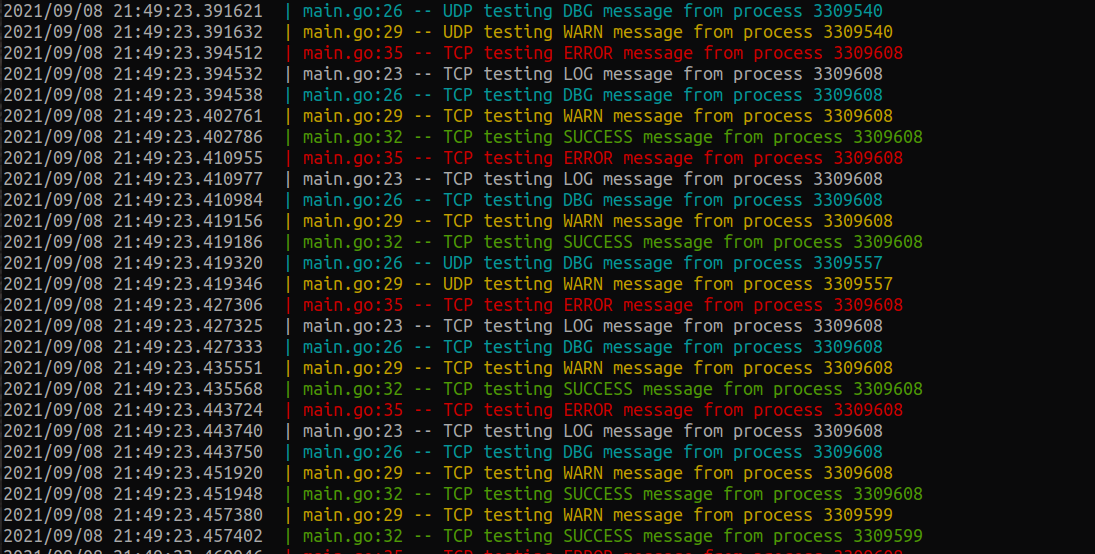 2021/09/08 21:49:23.391621  | main.go:26 -- UDP testing DBG message from process 3309540
2021/09/08 21:49:23.391632  | main.go:29 -- UDP testing WARN message from process 3309540
2021/09/08 21:49:23.394512  | main.go:35 -- TCP testing ERROR message from process 3309608
2021/09/08 21:49:23.394532  | main.go:23 -- TCP testing LOG message from process 3309608
2021/09/08 21:49:23.394538  | main.go:26 -- TCP testing DBG message from process 3309608
2021/09/08 21:49:23.402761  | main.go:29 -- TCP testing WARN message from process 3309608
2021/09/08 21:49:23.402786  | main.go:32 -- TCP testing SUCCESS message from process 3309608
2021/09/08 21:49:23.410955  | main.go:35 -- TCP testing ERROR message from process 3309608
2021/09/08 21:49:23.410977  | main.go:23 -- TCP testing LOG message from process 3309608
2021/09/08 21:49:23.410984  | main.go:26 -- TCP testing DBG message from process 3309608
2021/09/08 21:49:23.419156  | main.go:29 -- TCP testing WARN message from process 3309608
2021/09/08 21:49:23.419186  | main.go:32 -- TCP testing SUCCESS message from process 3309608
2021/09/08 21:49:23.419320  | main.go:26 -- UDP testing DBG message from process 3309557
2021/09/08 21:49:23.419346  | main.go:29 -- UDP testing WARN message from process 3309557
2021/09/08 21:49:23.427306  | main.go:35 -- TCP testing ERROR message from process 3309608
2021/09/08 21:49:23.427325  | main.go:23 -- TCP testing LOG message from process 3309608
2021/09/08 21:49:23.427333  | main.go:26 -- TCP testing DBG message from process 3309608
2021/09/08 21:49:23.435551  | main.go:29 -- TCP testing WARN message from process 3309608
2021/09/08 21:49:23.435568  | main.go:32 -- TCP testing SUCCESS message from process 3309608
2021/09/08 21:49:23.443724  | main.go:35 -- TCP testing ERROR message from process 3309608
2021/09/08 21:49:23.443740  | main.go:23 -- TCP testing LOG message from process 3309608
2021/09/08 21:49:23.443750  | main.go:26 -- TCP testing DBG message from process 3309608
2021/09/08 21:49:23.451920  | main.go:29 -- TCP testing WARN message from process 3309608
2021/09/08 21:49:23.451948  | main.go:32 -- TCP testing SUCCESS message from process 3309608
2021/09/08 21:49:23.457380  | main.go:29 -- TCP testing WARN message from process 3309599
2021/09/08 21:49:23.457402  | main.go:32 -- TCP testing SUCCESS message from process 3309599